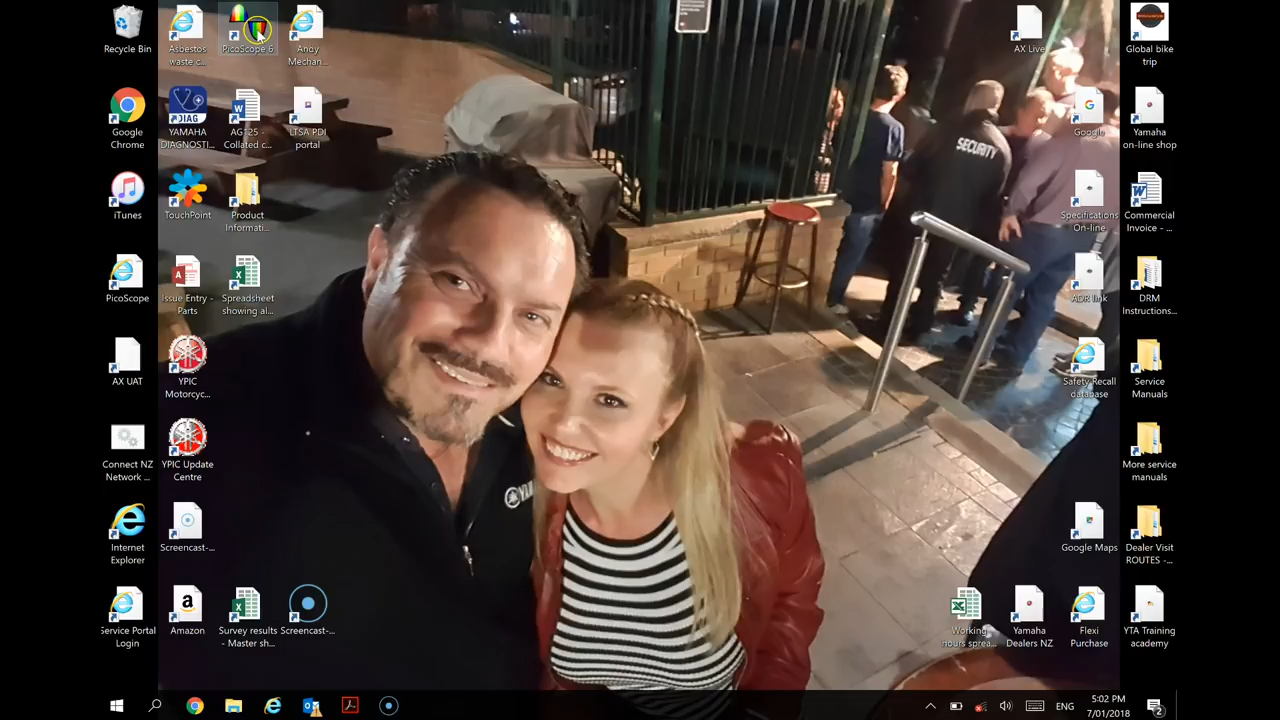 Recycle Bin
Asbestos
waste c...
PicoScope 6
Andy
Mechan...
AX Live
Global bike
trip
Google
Chrome
YAMAHA
DIAGNOSTI...
DIAG
AG125 -
Collated c...
LTSA PDI
portal
Google
Yamaha
on-line shop
SECURITY
iTunes
TouchPoint
Product
Informati...
Specifications
On-line
Commercial
Invoice - ...
PicoScope
Issue Entry -
Parts
Spreadsheet
showing al...
ADR link
DRM
Instructions...
AX UAT
YPIC
Motorcyc...
Safety Recall
database
Service
Manuals
Connect NZ
Network ...
YPIC Update
Centre
More service
manuals
Internet
Explorer
Screencast-...
Google Maps
Dealer Visit
ROUTES -...
Service Portal
Login
Amazon
Survey results
- Master sh...
Screencast-...
Working
hours sprea...
Yamaha
Dealers NZ
Flexi
Purchase
YTA Training
academy
ENG
5:02 PM
7/01/2018
2